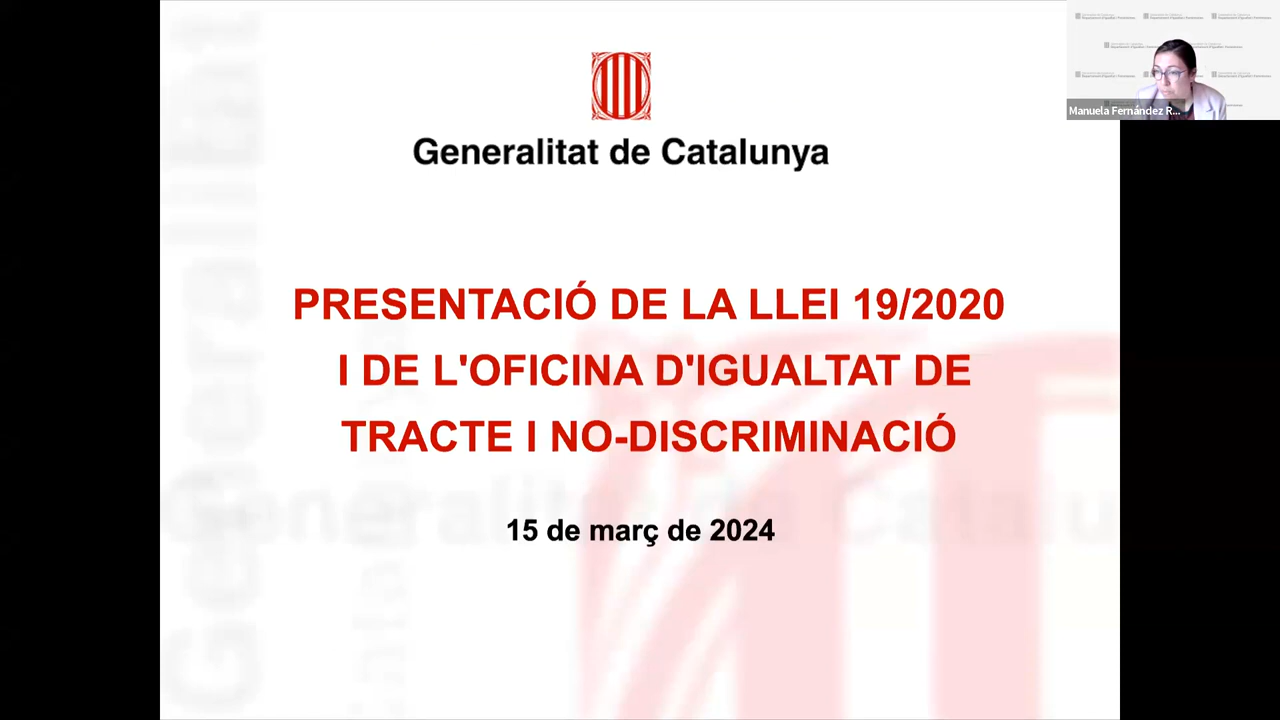 Generalitat de Catalunya
PRESENTACIÓ DE LA LLEI 19/2020
I DE L'OFICINA D'IGUALTAT DE
TRACTE I NO-DISCRIMINACIÓ
15 de març de 2024
Manuela Fernández R...